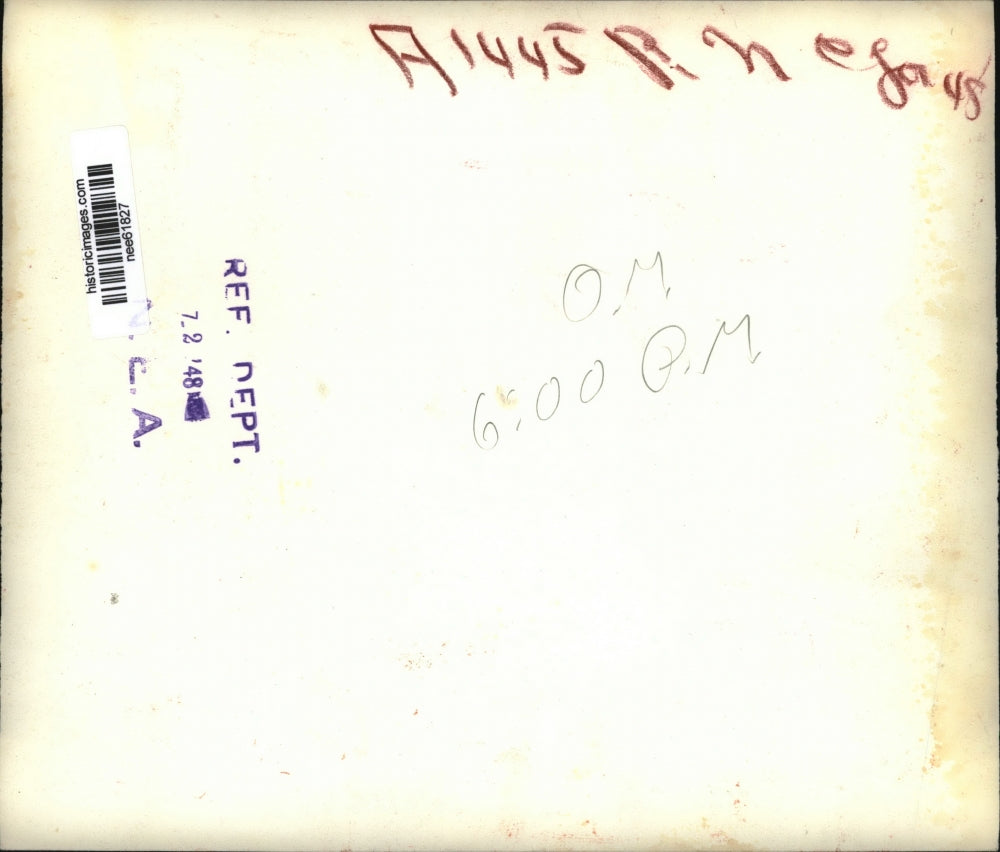 A1445
historicimages.com
nee61827
REF. DEPT.
7-2 '48
N. E. A.
O.M.
6:00 P.M